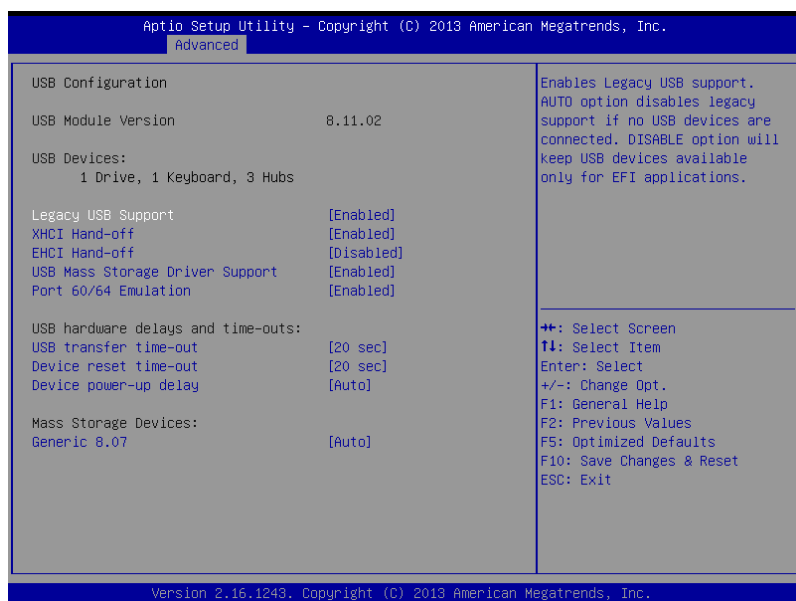 Aptio Setup Utility – Copyright (C) 2013 American Megatrends, Inc.
Advanced
USB Configuration
USB Module Version 8.11.02
USB Devices:
1 Drive, 1 Keyboard, 3 Hubs
Legacy USB Support [Enabled]
XHCI Hand-off [Enabled]
EHCI Hand-off [Disabled]
USB Mass Storage Driver Support [Enabled]
Port 60/64 Emulation [Enabled]
USB hardware delays and time-outs:
USB transfer time-out [20 sec]
Device reset time-out [20 sec]
Device power-up delay [Auto]
Mass Storage Devices:
Generic 8.07 [Auto]
Enables Legacy USB support.
AUTO option disables legacy
support if no USB devices are
connected. DISABLE option will
keep USB devices available
only for EFI applications.
→←: Select Screen
↑↓: Select Item
Enter: Select
+/-: Change Opt.
F1: General Help
F2: Previous Values
F5: Optimized Defaults
F10: Save Changes & Reset
ESC: Exit
Version 2.16.1243. Copyright (C) 2013 American Megatrends, Inc.